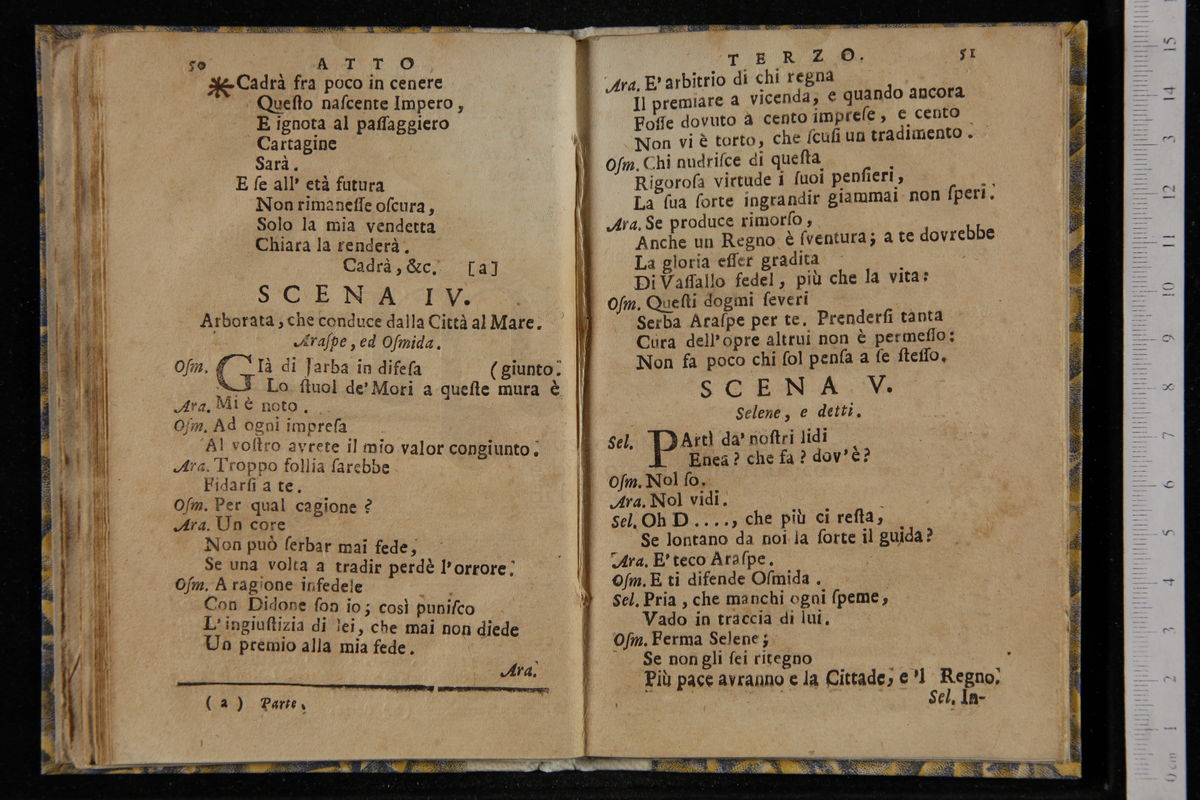 50 ATTO
*Cadrà fra poco in cenere
Queſto naſcente Impero,
E ignota al paſſaggiero
Cartagine
Sarà.
E ſe all' età futura
Non rimaneſſe oſcura,
Solo la mia vendetta
Chiara la renderà.
Cadrà, &c. [a]
SCENA IV.
Arborata, che conduce dalla Città al Mare.
Araſpe, ed Oſmida.
Oſm. GIà di Jarba in difeſa (giunto.
Lo ſtuol de' Mori a queſte mura è
Ara. Mi è noto.
Oſm. Ad ogni impreſa
Al voſtro avrete il mio valor congiunto.
Ara. Troppo follia ſarebbe
Fidarſi a te.
Oſm. Per qual cagione?
Ara. Un core
Non può ſerbar mai fede,
Se una volta a tradir perdè l'orrore.
Oſm. A ragione infedele
Con Didone ſon io; così puniſco
L'ingiuſtizia di lei, che mai non diede
Un premio alla mia fede.
Ara.
(a) Parte.
TERZO. 51
Ara. E' arbitrio di chi regna
Il premiare a vicenda, e quando ancora
Foſſe dovuto a cento impreſe, e cento
Non vi è torto, che ſcuſi un tradimento.
Oſm. Chi nudriſce di queſta
Rigoroſa virtude i ſuoi penſieri,
La ſua ſorte ingrandir giammai non ſperi.
Ara. Se produce rimorſo,
Anche un Regno è ſventura; a te dovrebbe
La gloria eſſer gradita
Di Vaſſallo fedel, più che la vita:
Oſm. Queſti dogmi ſeveri
Serba Araſpe per te. Prenderſi tanta
Cura dell'opre altrui non è permeſſo:
Non fa poco chi ſol penſa a ſe ſteſſo.
SCENA V.
Selene, e detti.
Sel. PArtì da' noſtri lidi
Enea? che fa? dov'è?
Oſm. Nol ſo.
Ara. Nol vidi.
Sel. Oh D...., che più ci reſta,
Se lontano da noi la ſorte il guida?
Ara. E' teco Araſpe.
Oſm. E ti difende Oſmida.
Sel. Pria, che manchi ogni ſpeme,
Vado in traccia di lui.
Oſm. Ferma Selene;
Se non gli ſei ritegno
Più pace avranno e la Cittade, e 'l Regno.
Sel. In-